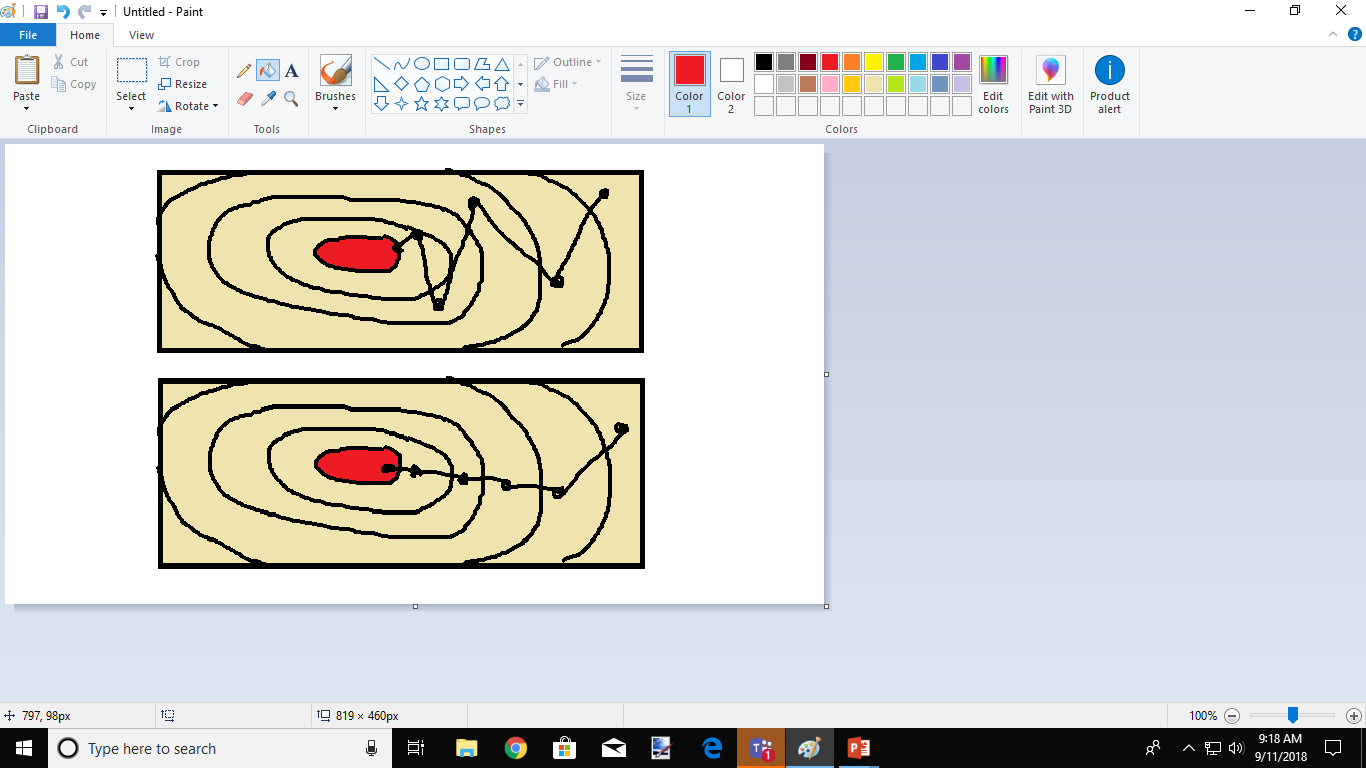 Untitled - Paint
File Home View
Paste Cut Copy
Clipboard
Select Crop Resize Rotate
Image
A
Tools
Brushes
Outline Fill
Shapes
Size
Color 1
Color 2
Edit colors
Colors
Edit with Paint 3D
Product alert
797, 98px
819 × 460px
100%
Type here to search
9:18 AM
9/11/2018